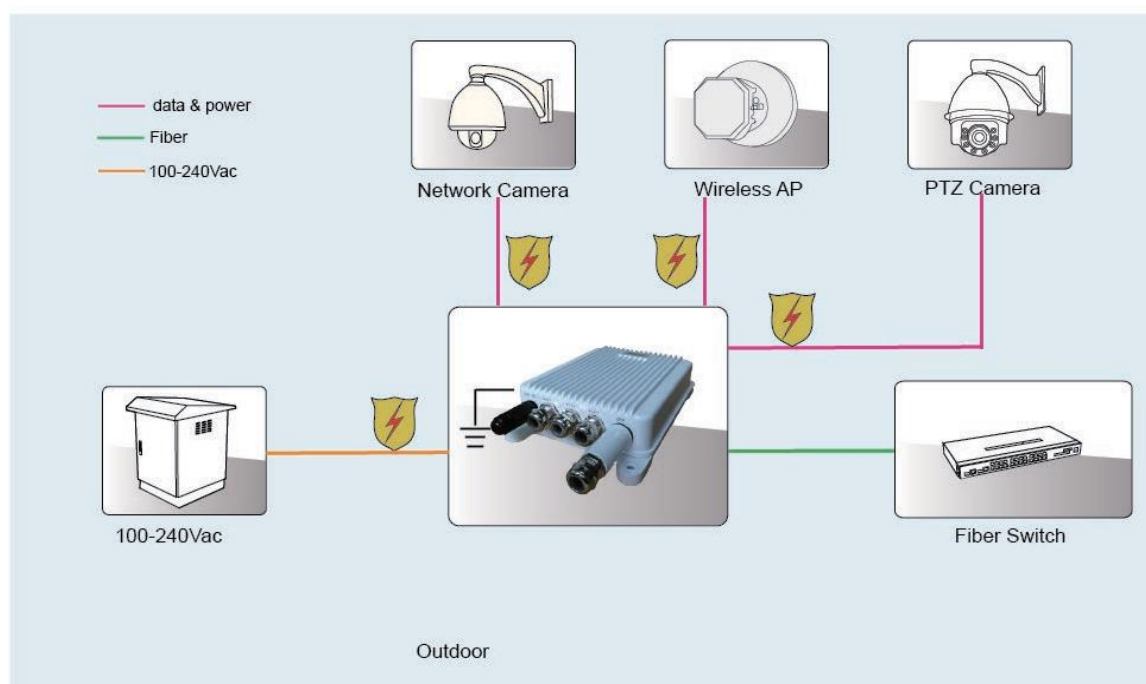 data & power
Fiber
100-240Vac
Network Camera
Wireless AP
PTZ Camera
100-240Vac
Fiber Switch
Outdoor